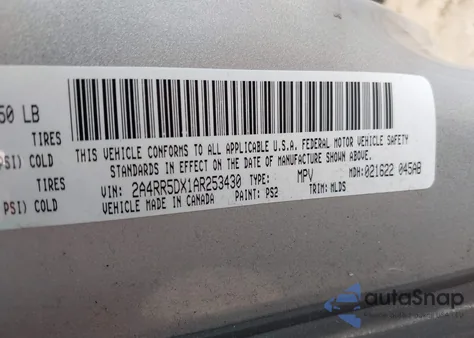 50 LB
TIRES
PSI) COLD
TIRES
PSI) COLD
THIS VEHICLE CONFORMS TO ALL APPLICABLE U.S.A. FEDERAL MOTOR VEHICLE SAFETY
STANDARDS IN EFFECT ON THE DATE OF MANUFACTURE SHOWN ABOVE.
VIN: 2A4RR5DX1AR253430 TYPE: MPV MDH: 021622 045AB
VEHICLE MADE IN CANADA PAINT: PS2 TRIM: MLDS
autaSnap